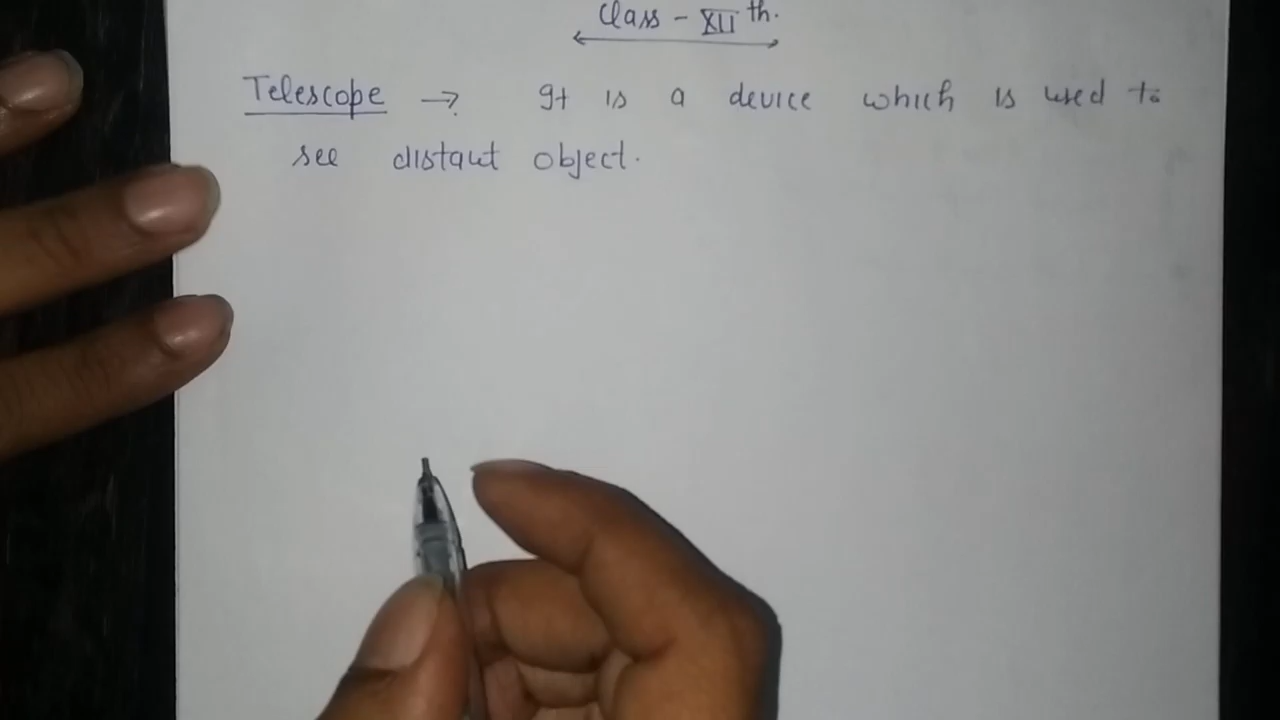 Class - XII th.
Telescope → It is a device which is used to
see distant object.